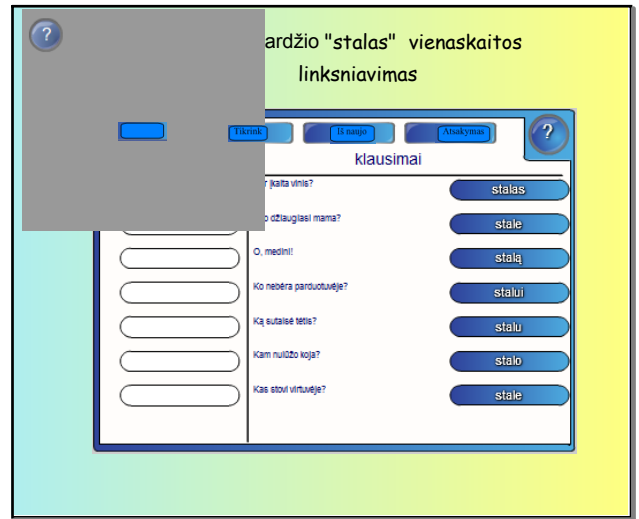 ?
ardžio "stalas" vienaskaitos
linksniavimas
Tikrink Iš naujo Atsakymas ?
klausimai
r įkalta vinis? stalas
o džiaugiasi mama? stale
O, medini! stalą
Ko nebėra parduotuvėje? stalui
Ką sutaisė tėtis? stalu
Kam nulūžo koja? stalo
Kas stovi virtuvėje? stale